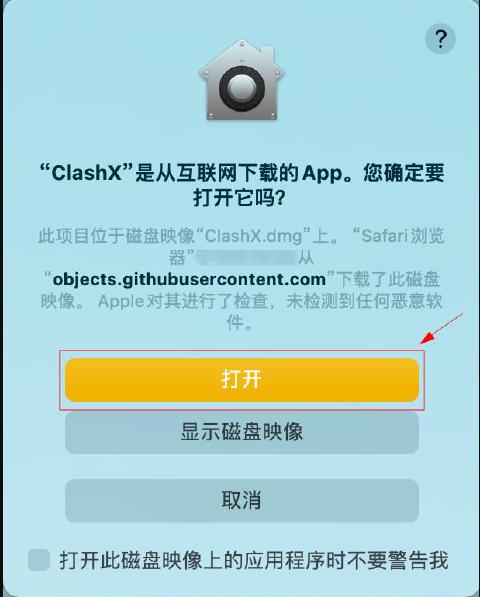 ?
“ClashX”是从互联网下载的App。您确定要
打开它吗？
此项目位于磁盘映像“ClashX.dmg”上。 “Safari浏览
器” 从
“objects.githubusercontent.com”下载了此磁盘
映像。 Apple对其进行了检查，未检测到任何恶意软
件。
打开
显示磁盘映像
取消
打开此磁盘映像上的应用程序时不要警告我